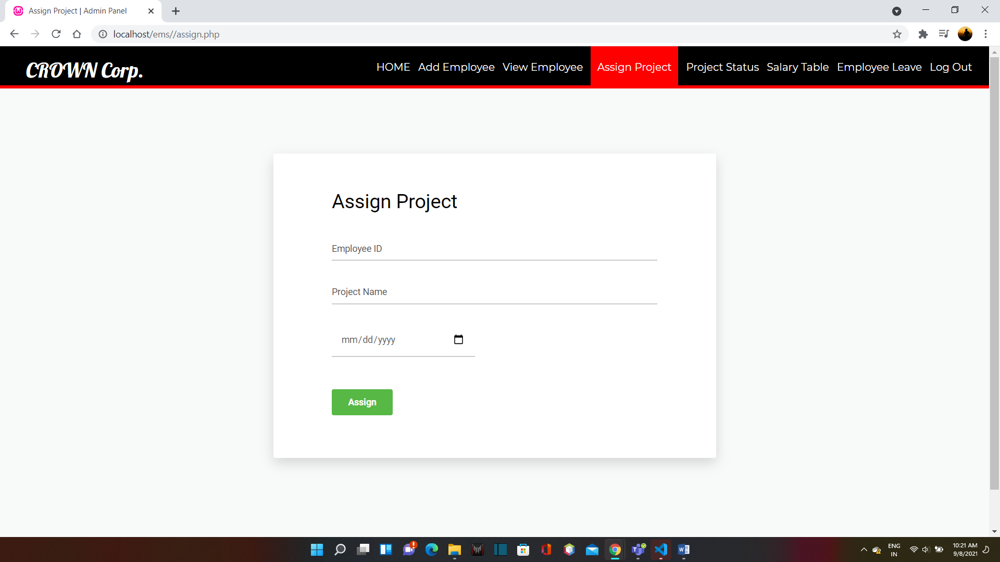 Assign Project | Admin Panel
localhost/ems//assign.php
CROWN Corp.
HOME Add Employee View Employee Assign Project Project Status Salary Table Employee Leave Log Out
Assign Project
Employee ID
Project Name
mm/dd/yyyy
Assign
ENG
IN
10:21 AM
9/8/2021